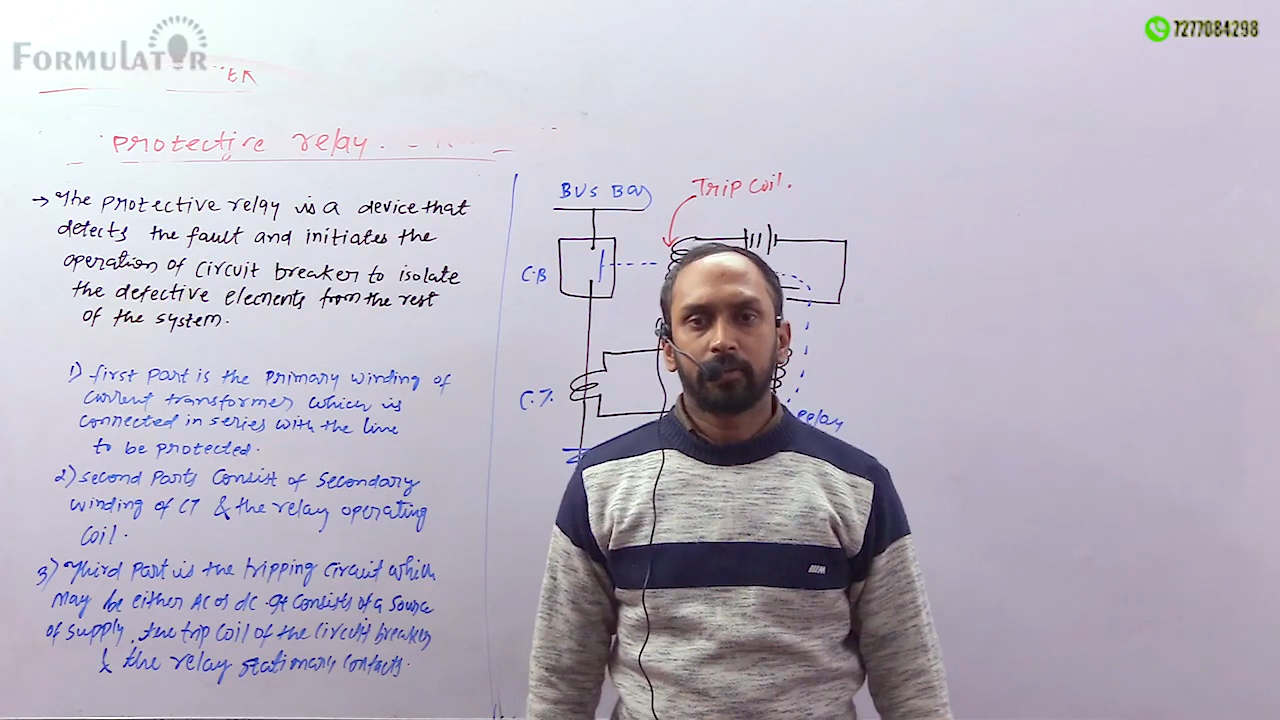 FORMULATOR
7277084298
ER
Protective relay.
→ The protective relay is a device that
detects the fault and initiates the
operation of circuit breaker to isolate
the defective elements from the rest
of the system.
1) first part is the primary winding of
current transformer which is
connected in series with the line
to be protected.
2) second parts consist of secondary
winding of CT & the relay operating
coil.
3) Third part is the tripping circuit which
may be either AC or dc. It consists of a source
of supply, the trip coil of the circuit breaker
& the relay stationary contacts.
BUS Bar
Trip coil.
C.B
C.T.
relay